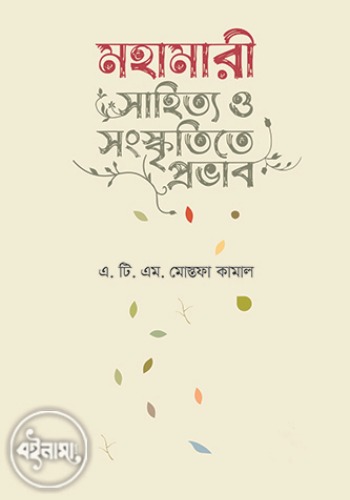 মহামারী
সাহিত্য ও
সংস্কৃতিতে
প্রভাব
এ. টি. এম. মোস্তফা কামাল
বইনামা